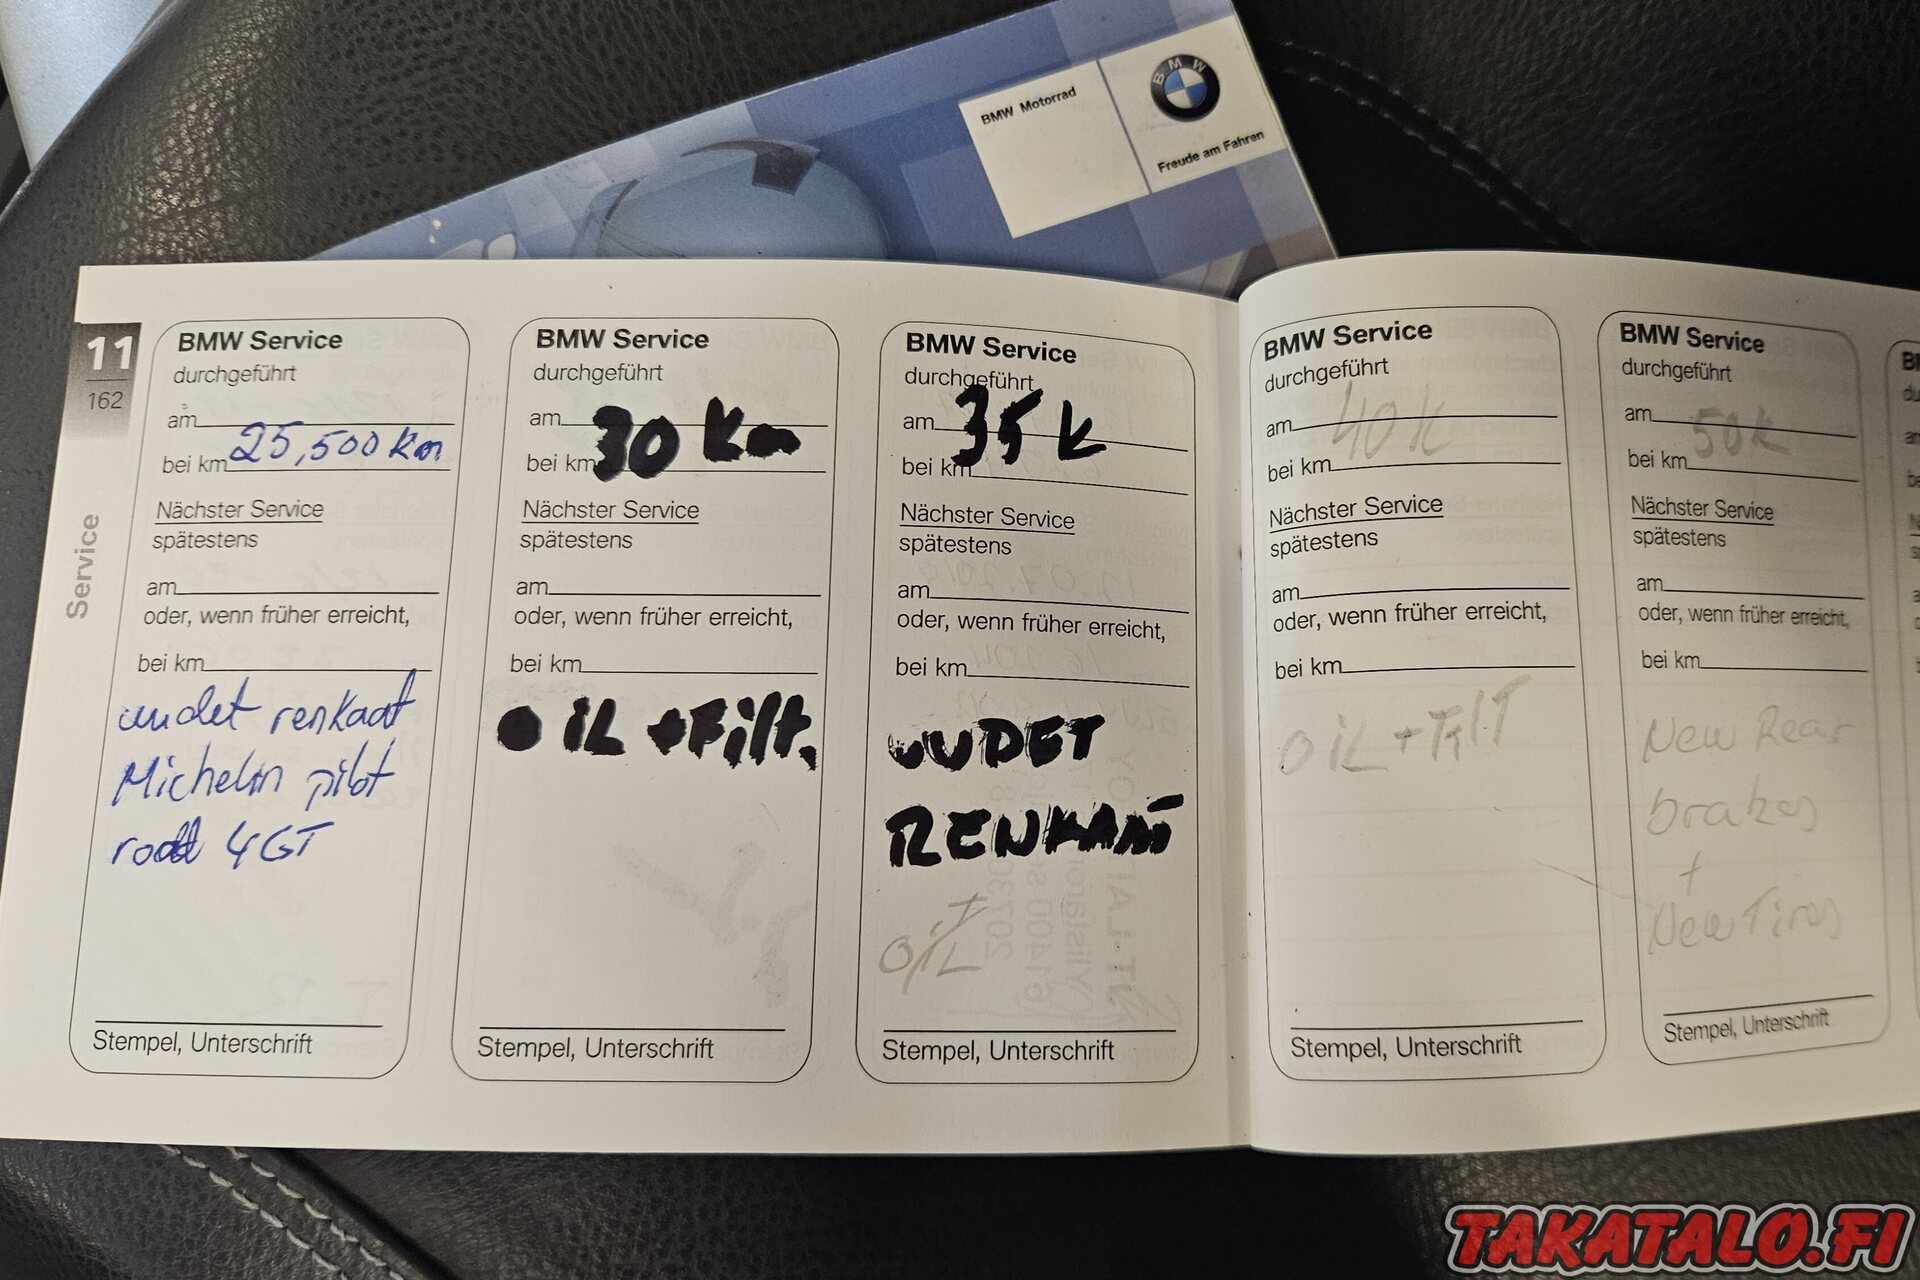 BMW Motorrad
BMW
Freude am Fahren
11
162
Service
BMW Service
durchgeführt
am
bei km 25,500 km
Nächster Service
spätestens
am
oder, wenn früher erreicht,
bei km
uudet renkaat
Michelin pilot
road 4GT
Stempel, Unterschrift
BMW Service
durchgeführt
am
bei km 30 km
Nächster Service
spätestens
am
oder, wenn früher erreicht,
bei km
OIL +Filt.
Stempel, Unterschrift
BMW Service
durchgeführt
am 35 k
bei km
Nächster Service
spätestens
am
oder, wenn früher erreicht,
bei km
UUDET
RENKAAT
+
OIL
Stempel, Unterschrift
BMW Service
durchgeführt
am 40 k
bei km
Nächster Service
spätestens
am
oder, wenn früher erreicht,
bei km
OIL + FILT
Stempel, Unterschrift
BMW Service
durchgeführt
am 50k
bei km
Nächster Service
spätestens
am
oder, wenn früher erreicht,
bei km
New Rear
brakes
+
New Tires
Stempel, Unterschrift
TAKATALO.FI